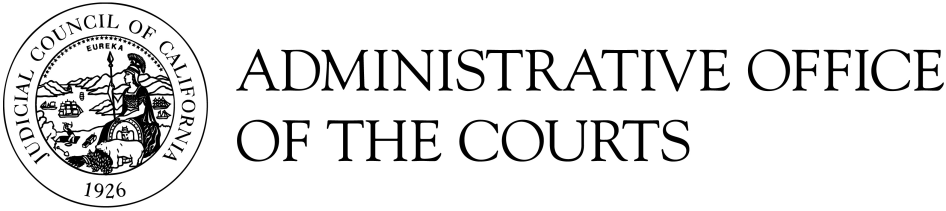 JUDICIAL COUNCIL OF CALIFORNIA
EUREKA
1926
ADMINISTRATIVE OFFICE
OF THE COURTS